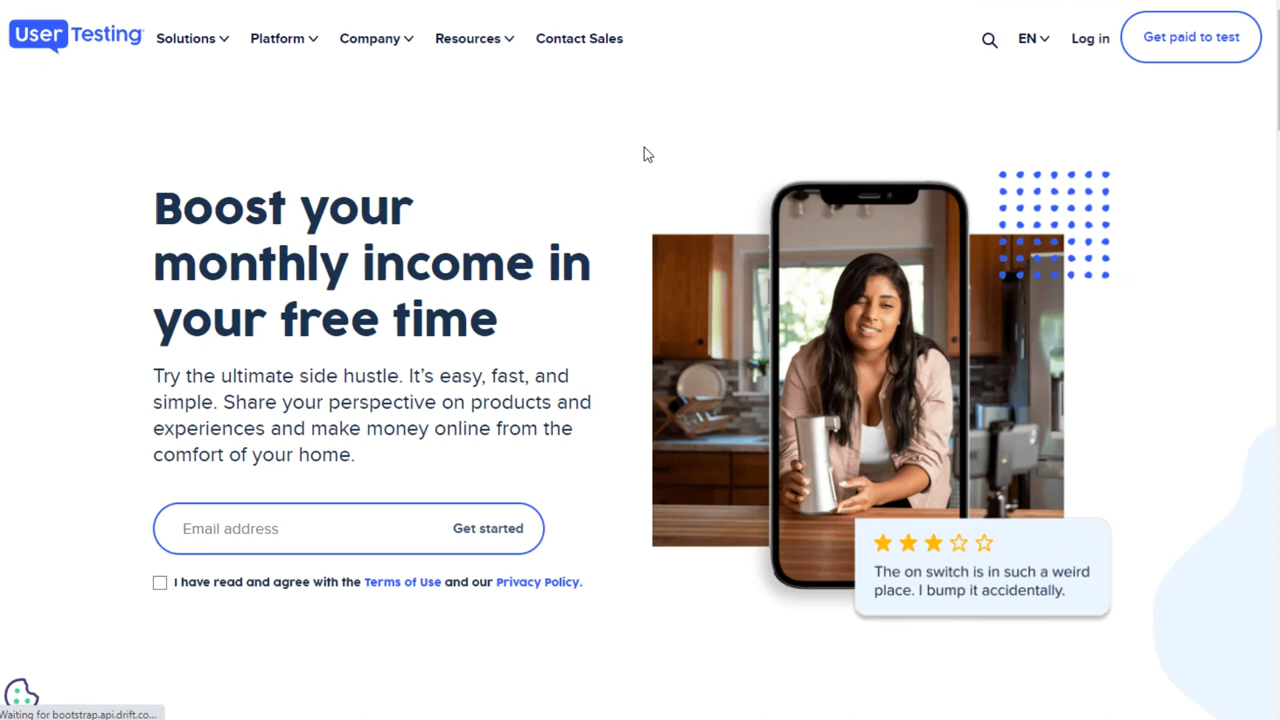 User Testing
Solutions
Platform
Company
Resources
Contact Sales
EN
Log in
Get paid to test
Boost your
monthly income in
your free time
Try the ultimate side hustle. It's easy, fast, and
simple. Share your perspective on products and
experiences and make money online from the
comfort of your home.
Email address
Get started
I have read and agree with the Terms of Use and our Privacy Policy.
The on switch is in such a weird
place. I bump it accidentally.
Waiting for bootstrap.api.drift.co...